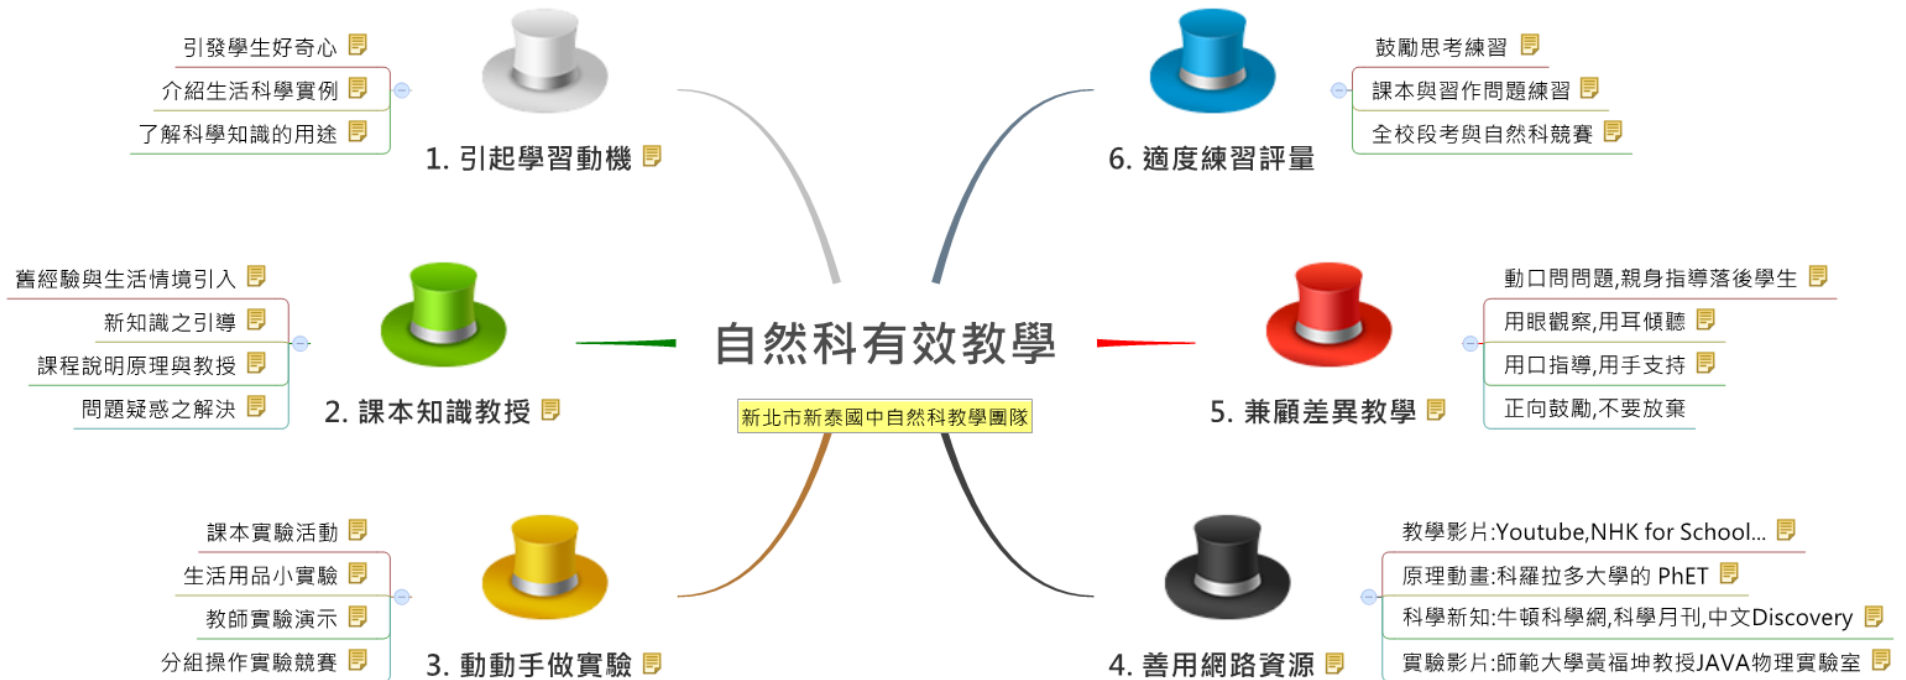 自然科有效教學
新北市新泰國中自然科教學團隊
1. 引起學習動機
引發學生好奇心
介紹生活科學實例
了解科學知識的用途
2. 課本知識教授
舊經驗與生活情境引入
新知識之引導
課程說明原理與教授
問題疑惑之解決
3. 動動手做實驗
課本實驗活動
生活用品小實驗
教師實驗演示
分組操作實驗競賽
4. 善用網路資源
教學影片:Youtube,NHK for School...
原理動畫:科羅拉多大學的 PhET
科學新知:牛頓科學網,科學月刊,中文Discovery
實驗影片:師範大學黃福坤教授JAVA物理實驗室
5. 兼顧差異教學
動口問問題,親身指導落後學生
用眼觀察,用耳傾聽
用口指導,用手支持
正向鼓勵,不要放棄
6. 適度練習評量
鼓勵思考練習
課本與習作問題練習
全校段考與自然科競賽